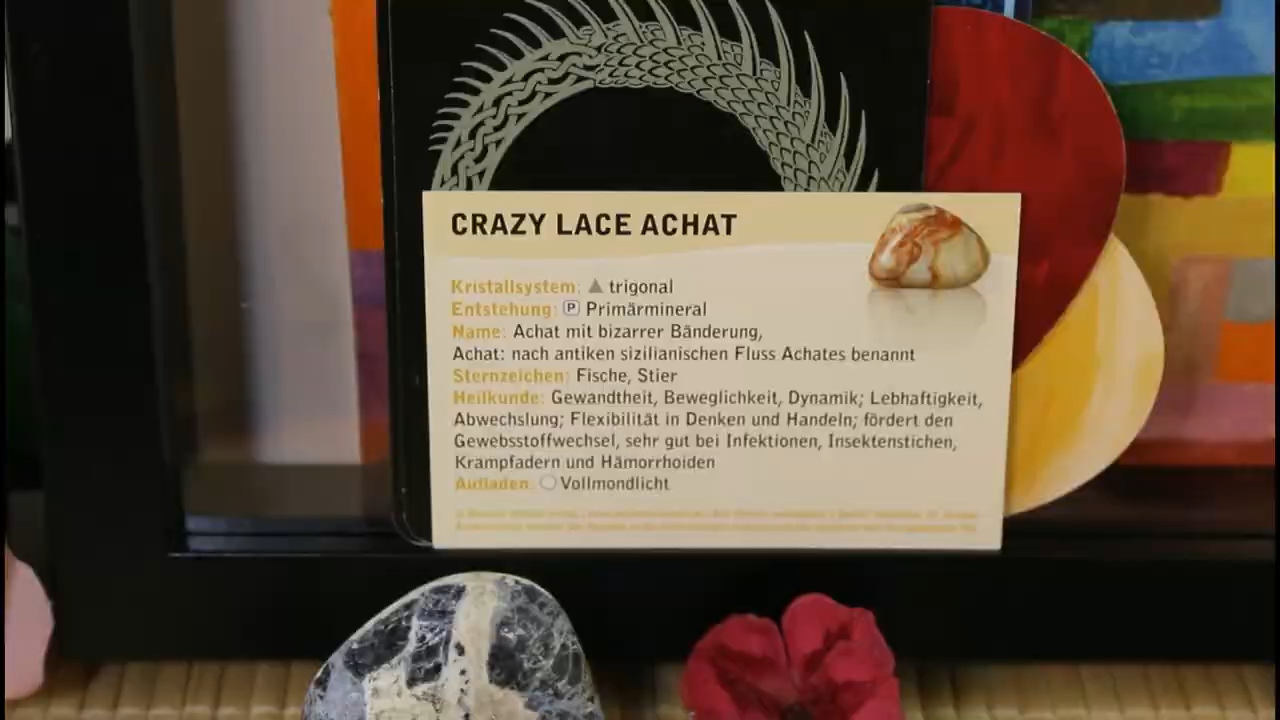 CRAZY LACE ACHAT
Kristallsystem: trigonal
Entstehung: P Primärmineral
Name: Achat mit bizarrer Bänderung,
Achat: nach antiken sizilianischen Fluss Achates benannt
Sternzeichen: Fische, Stier
Heilkunde: Gewandtheit, Beweglichkeit, Dynamik; Lebhaftigkeit,
Abwechslung; Flexibilität in Denken und Handeln; fördert den
Gewebsstoffwechsel, sehr gut bei Infektionen, Insektenstichen,
Krampfadern und Hämorrhoiden
Aufladen: Vollmondlicht